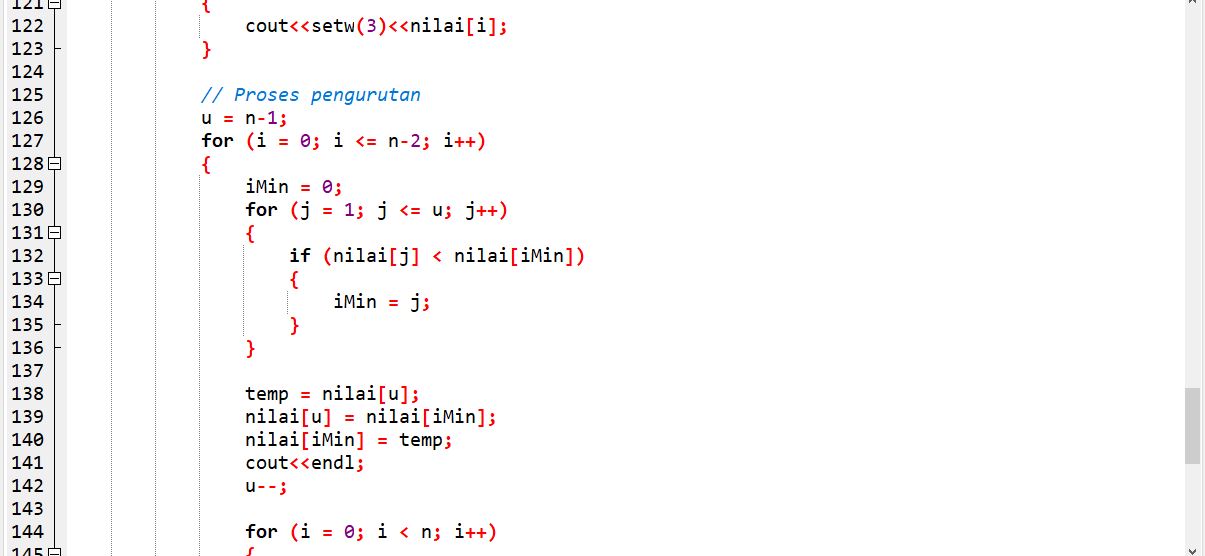 121 {
122 cout<<setw(3)<<nilai[i];
123 }
124
125 // Proses pengurutan
126 u = n-1;
127 for (i = 0; i <= n-2; i++)
128 {
129 iMin = 0;
130 for (j = 1; j <= u; j++)
131 {
132 if (nilai[j] < nilai[iMin])
133 {
134 iMin = j;
135 }
136 }
137
138 temp = nilai[u];
139 nilai[u] = nilai[iMin];
140 nilai[iMin] = temp;
141 cout<<endl;
142 u--;
143
144 for (i = 0; i < n; i++)
145 {